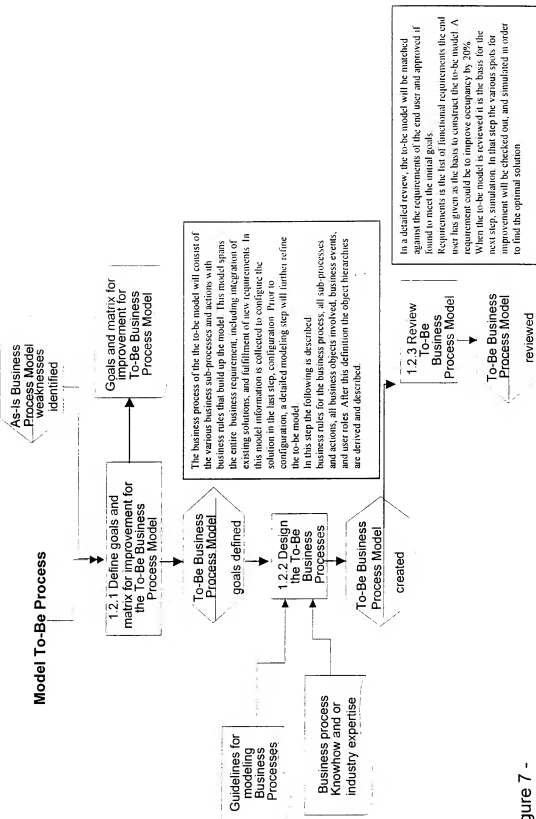 Model To-Be Process
As-Is Business
Process Model
weaknesses
identified
1.2.1 Define goals and
matrix for improvement for
the To-Be Business
Process Model
Goals and matrix for
improvement for
To-Be Business
Process Model
To-Be Business
Process Model
goals defined
The business process of the the to-be model will consist of
the various business sub-processes and actions with
business rules that build up the model. This model spans
the entire business requirement, including integration of
existing solutions, and fulfillment of new requirements. In
this model information is collected to configure the
solution in the last step, configuration. Prior to
configuration, a detailed modeling step will further refine
the to-be model.
In this step the following is described:
business rules for the business process, all sub-processes
and actions, all business objects involved, business events,
and user roles. After this definition the object hierarchies
are derived and described.
Guidelines for
modeling
Business
Processes
1.2.2 Design
the To-Be
Business
Processes
Business process
Knowhow and or
industry expertise
To-Be Business
Process Model
created
1.2.3 Review
To-Be
Business
Process Model
To-Be Business
Process Model
reviewed
In a detailed review, the to-be model will be matched
against the requirements of the end user and approved if
found to meet the initial goals.
Requirements is the list of functional requirements the end
user has given as the basis to construct the to-be model. A
requirement could be to improve occupancy by 20%.
When the to-be model is reviewed it is the basis for the
next step, simulation. In that step the various spots for
improvement will be checked out, and simulated in order
to find the optimal solution
gure 7 -